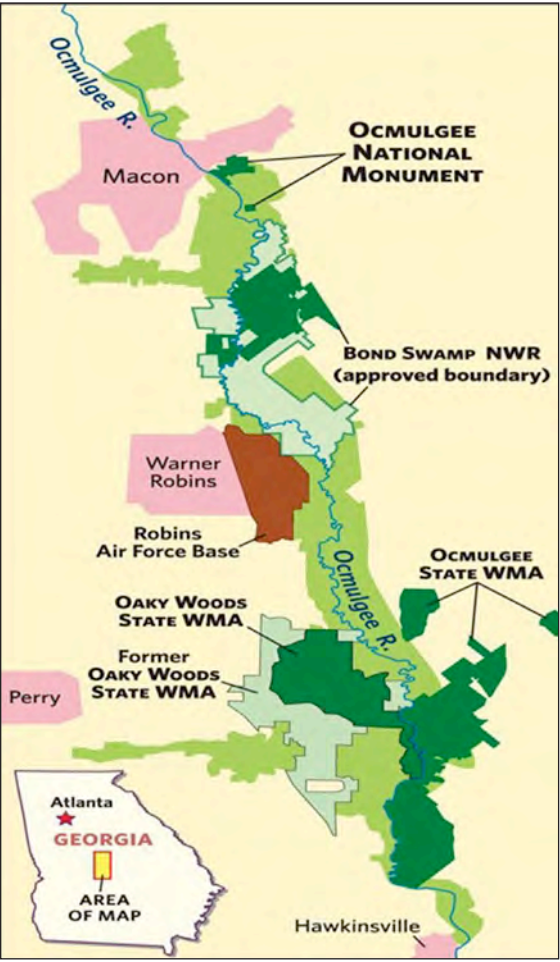 Ocmulgee R.
OCMULGEE
NATIONAL
MONUMENT
Macon
BOND SWAMP NWR
(approved boundary)
Warner
Robins
Robins
Air Force Base
Ocmulgee R.
OCMULGEE
STATE WMA
OAKY WOODS
STATE WMA
Former
OAKY WOODS
STATE WMA
Perry
Atlanta
GEORGIA
AREA
OF MAP
Hawkinsville